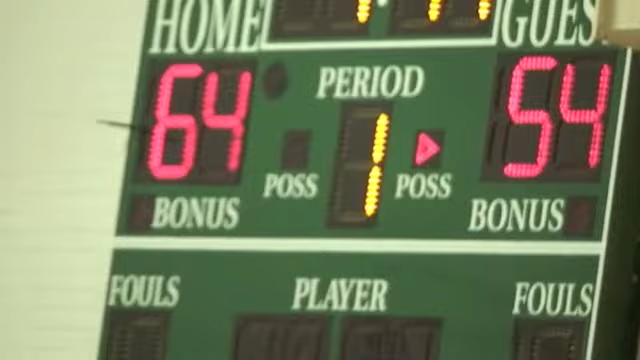 HOME GUES
64 PERIOD 54
1
POSS POSS
BONUS BONUS
FOULS PLAYER FOULS